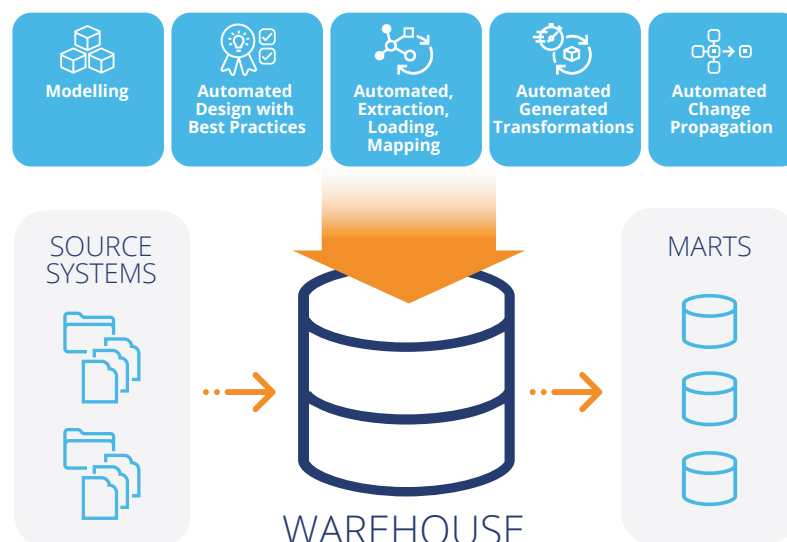 Modelling
Automated
Design with
Best Practices
Automated,
Extraction,
Loading,
Mapping
Automated
Generated
Transformations
Automated
Change
Propagation
SOURCE
SYSTEMS
MARTS
WAREHOUSE